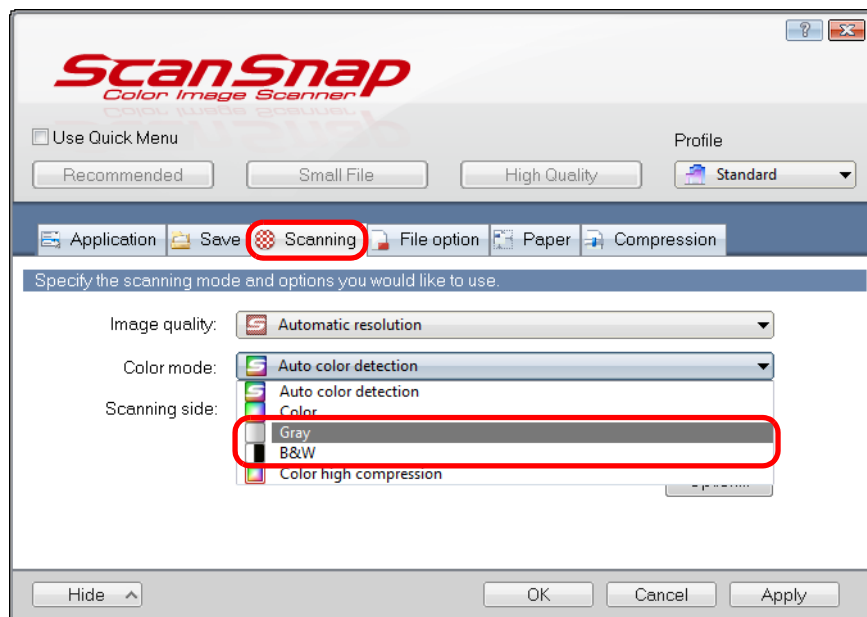 ScanSnap
Color Image Scanner
Use Quick Menu
Profile
Recommended Small File High Quality Standard
Application Save Scanning File option Paper Compression
Specify the scanning mode and options you would like to use.
Image quality: Automatic resolution
Color mode: Auto color detection
Auto color detection
Scanning side: Color
Gray
B&W
Color high compression
Hide OK Cancel Apply